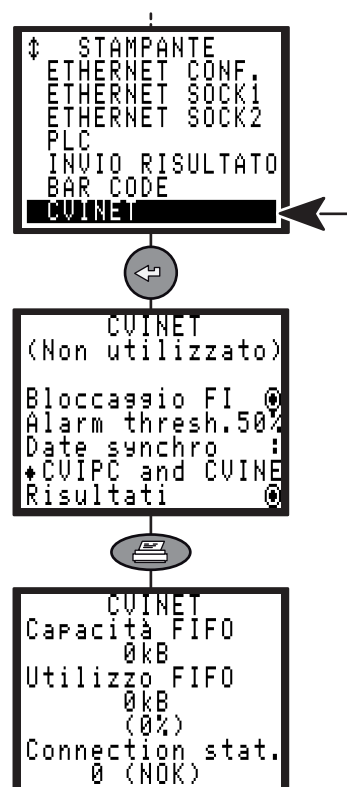 STAMPANTE
ETHERNET CONF.
ETHERNET SOCK1
ETHERNET SOCK2
PLC
INVIO RISULTATO
BAR CODE
CVINET
CVINET
(Non utilizzato)
Bloccaggio FI
Alarm thresh.50%
Date synchro :
CVIPC and CVINE
Risultati
CVINET
Capacità FIFO
0kB
Utilizzo FIFO
0kB
(0%)
Connection stat.
0 (NOK)